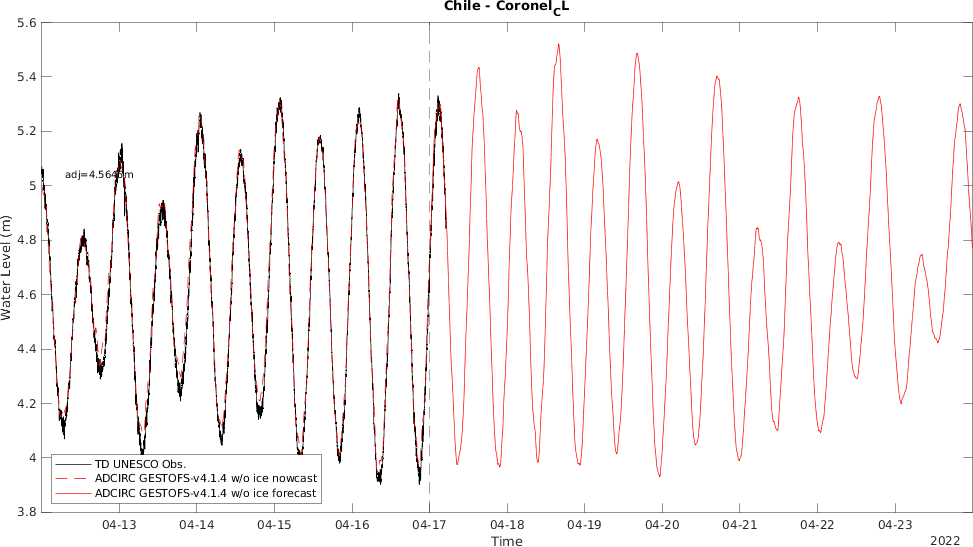 Chile - Coronel_CL
5.6
5.4
5.2
5
4.8
4.6
4.4
4.2
4
3.8
Water Level (m)
adj=4.5645m
TD UNESCO Obs.
ADCIRC GESTOFS-v4.1.4 w/o ice nowcast
ADCIRC GESTOFS-v4.1.4 w/o ice forecast
04-13 04-14 04-15 04-16 04-17 04-18 04-19 04-20 04-21 04-22 04-23
Time
2022